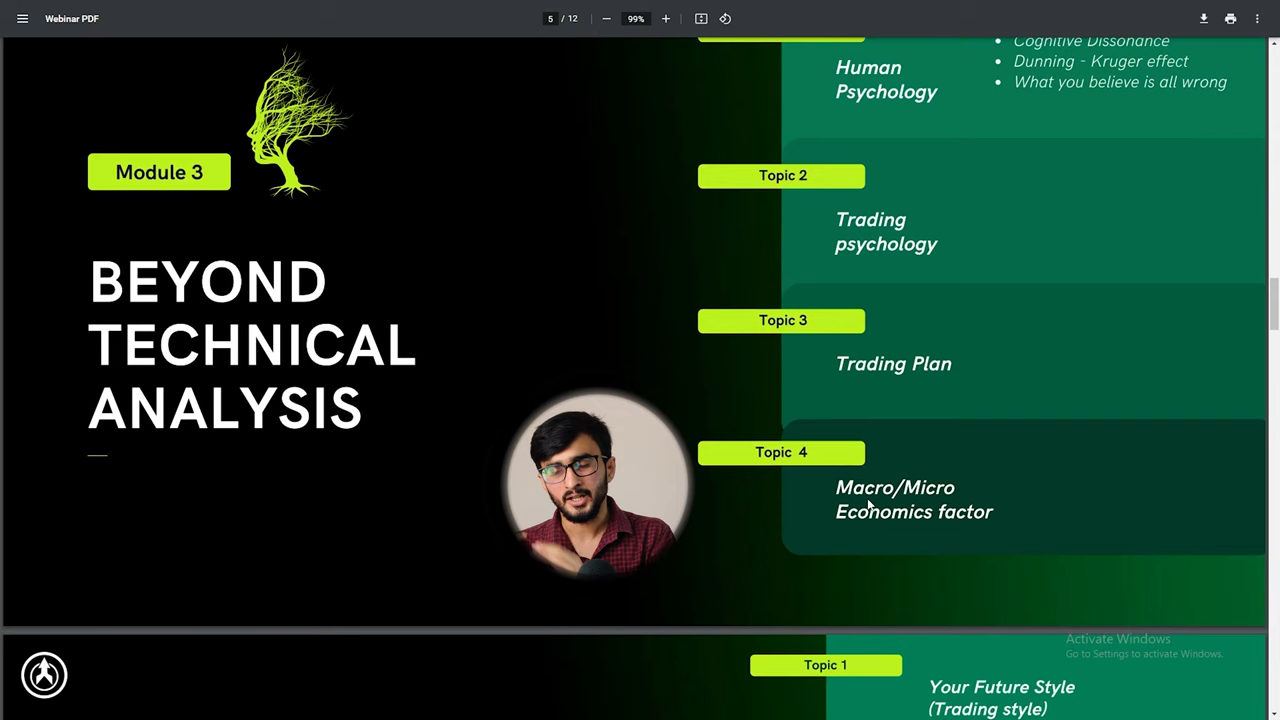 Webinar PDF
5 / 12
99%
Cognitive Dissonance
Human
Psychology
Dunning - Kruger effect
What you believe is all wrong
Module 3
Topic 2
Trading
psychology
BEYOND
TECHNICAL
ANALYSIS
Topic 3
Trading Plan
Topic 4
Macro/Micro
Economics factor
Activate Windows
Go to Settings to activate Windows.
Topic 1
Your Future Style
(Trading style)